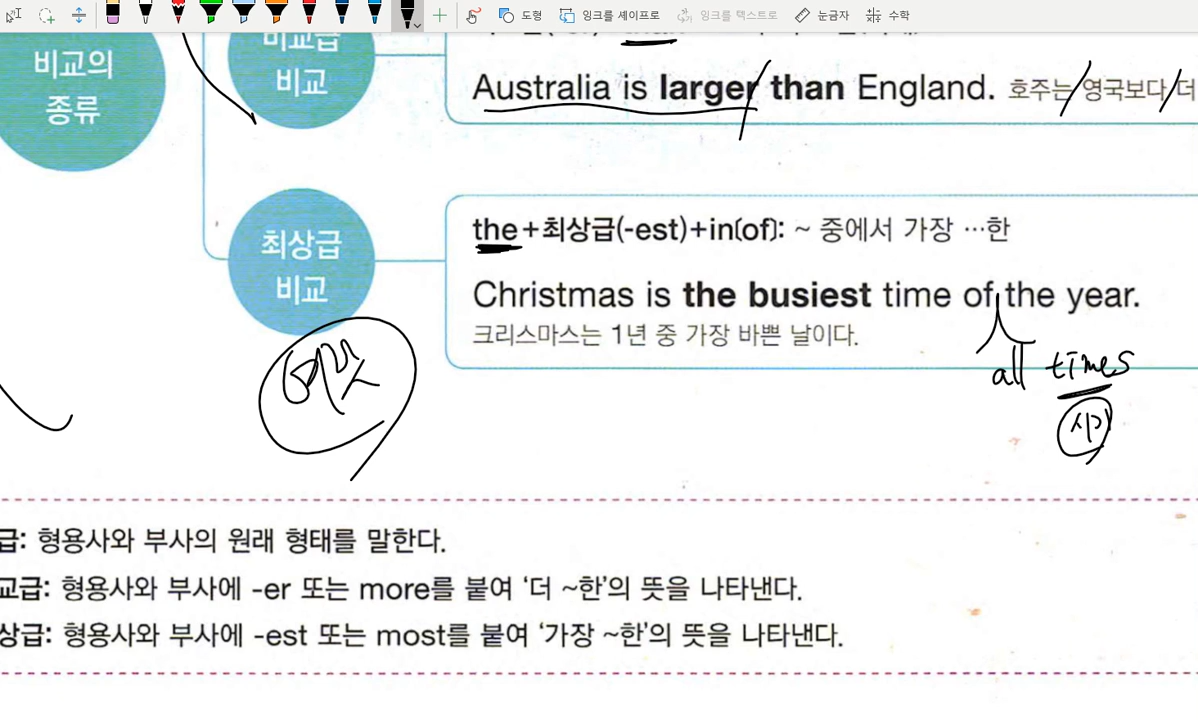 도형
잉크를 셰이프로
잉크를 텍스트로
눈금자
수학
비교의
종류
비교급
비교
Australia is larger than England. 호주는 영국보다 더
최상급
비교
the+최상급(-est)+in(of): ~ 중에서 가장 …한
Christmas is the busiest time of the year.
크리스마스는 1년 중 가장 바쁜 날이다.
all times
급: 형용사와 부사의 원래 형태를 말한다.
교급: 형용사와 부사에 -er 또는 more를 붙여 ‘더 ~한’의 뜻을 나타낸다.
상급: 형용사와 부사에 -est 또는 most를 붙여 ‘가장 ~한’의 뜻을 나타낸다.